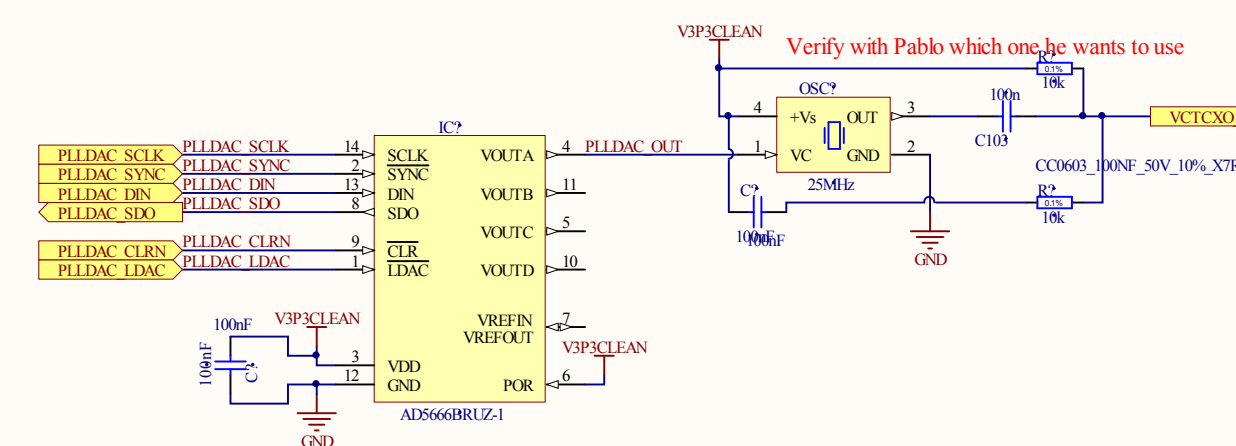 V3P3CLEAN
Verify with Pablo which one he wants to use
R?
0.1%
10k
OSC?
100n
4 +Vs OUT 3
C103
VCTCXO_
1 VC GND 2
25MHz
CC0603_100NF_50V_10%_X7R
C?
100nF
100nF
R?
0.1%
10k
GND
IC?
PLLDAC_SCLK PLLDAC_SCLK 14 SCLK VOUTA 4 PLLDAC_OUT
PLLDAC_SYNC PLLDAC_SYNC 2 SYNC
PLLDAC_DIN PLLDAC_DIN 13 DIN VOUTB 11
PLLDAC_SDO PLLDAC_SDO 8 SDO
VOUTC 5
PLLDAC_CLRN PLLDAC_CLRN 9 CLR
PLLDAC_LDAC PLLDAC_LDAC 1 LDAC VOUTD 10
100nF
V3P3CLEAN
VREFIN 7
VREFOUT
V3P3CLEAN
100nF
C?
3 VDD
12 GND POR 6
AD5666BRUZ-1
GND